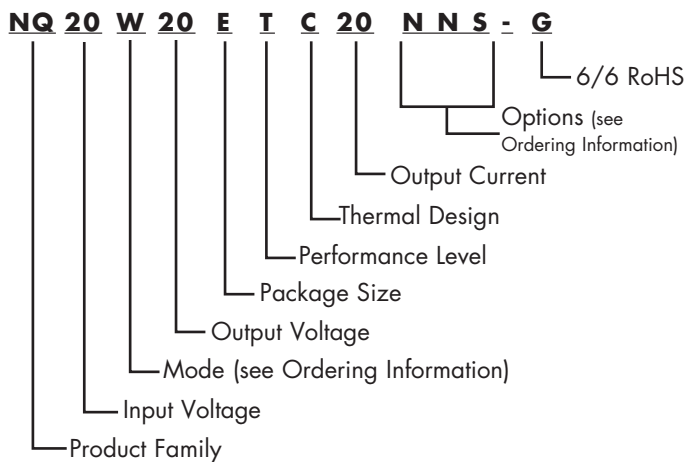 NQ 20 W 20 E T C 20 N N S - G
6/6 RoHS
Options (see
Ordering Information)
Output Current
Thermal Design
Performance Level
Package Size
Output Voltage
Mode (see Ordering Information)
Input Voltage
Product Family